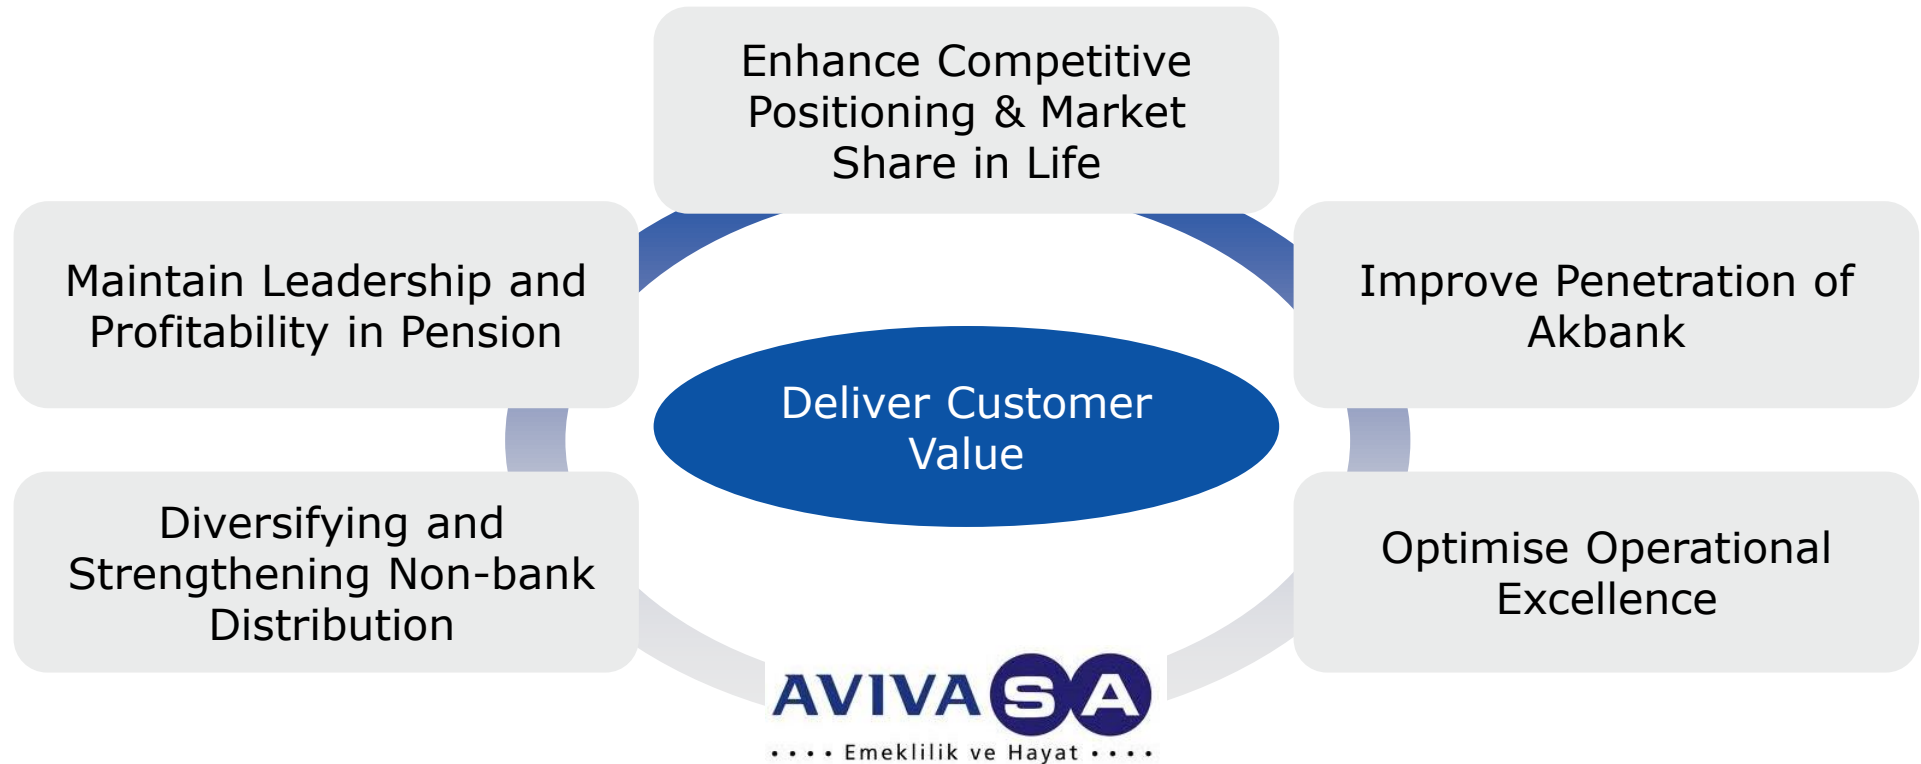 Enhance Competitive
Positioning & Market
Share in Life
Maintain Leadership and
Profitability in Pension
Improve Penetration of
Akbank
Deliver Customer
Value
Diversifying and
Strengthening Non-bank
Distribution
Optimise Operational
Excellence
AVIVASA
•••• Emeklilik ve Hayat ••••